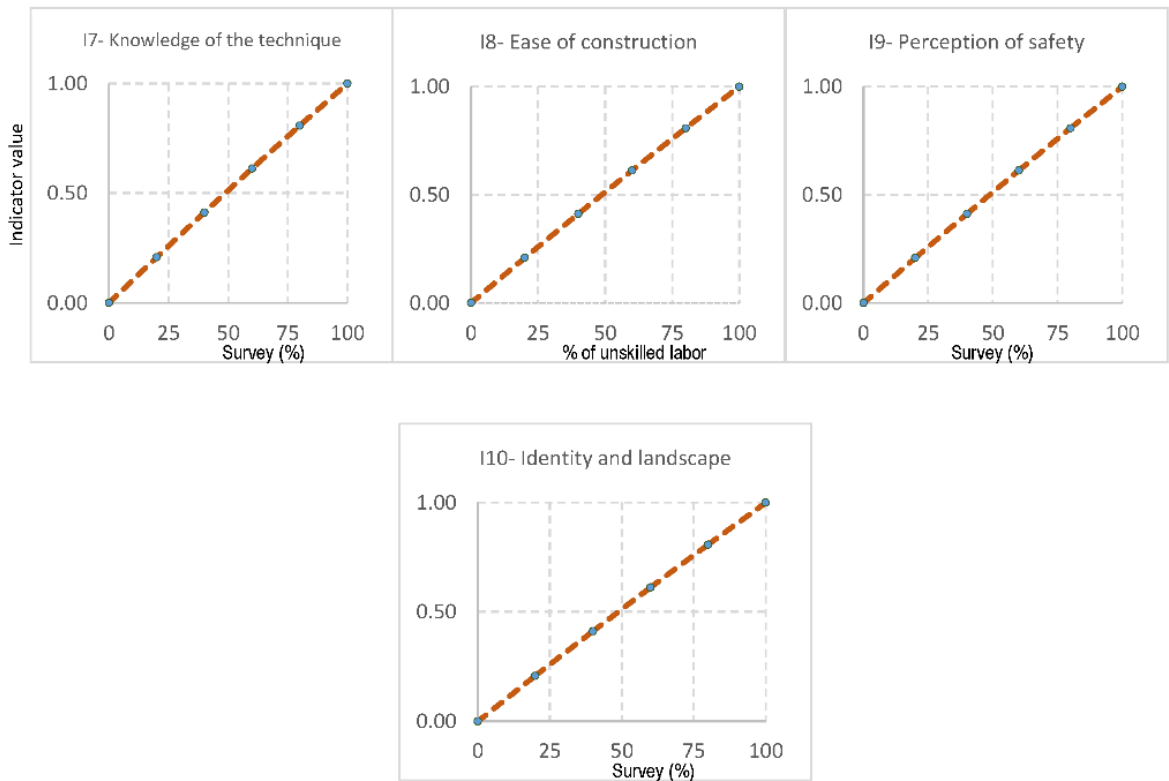 I7- Knowledge of the technique
1.00
0.50
0.00
Indicator value
0 25 50 75 100
Survey (%)
I8- Ease of construction
1.00
0.50
0.00
0 25 50 75 100
% of unskilled labor
I9- Perception of safety
1.00
0.50
0.00
0 25 50 75 100
Survey (%)
I10- Identity and landscape
1.00
0.50
0.00
0 25 50 75 100
Survey (%)